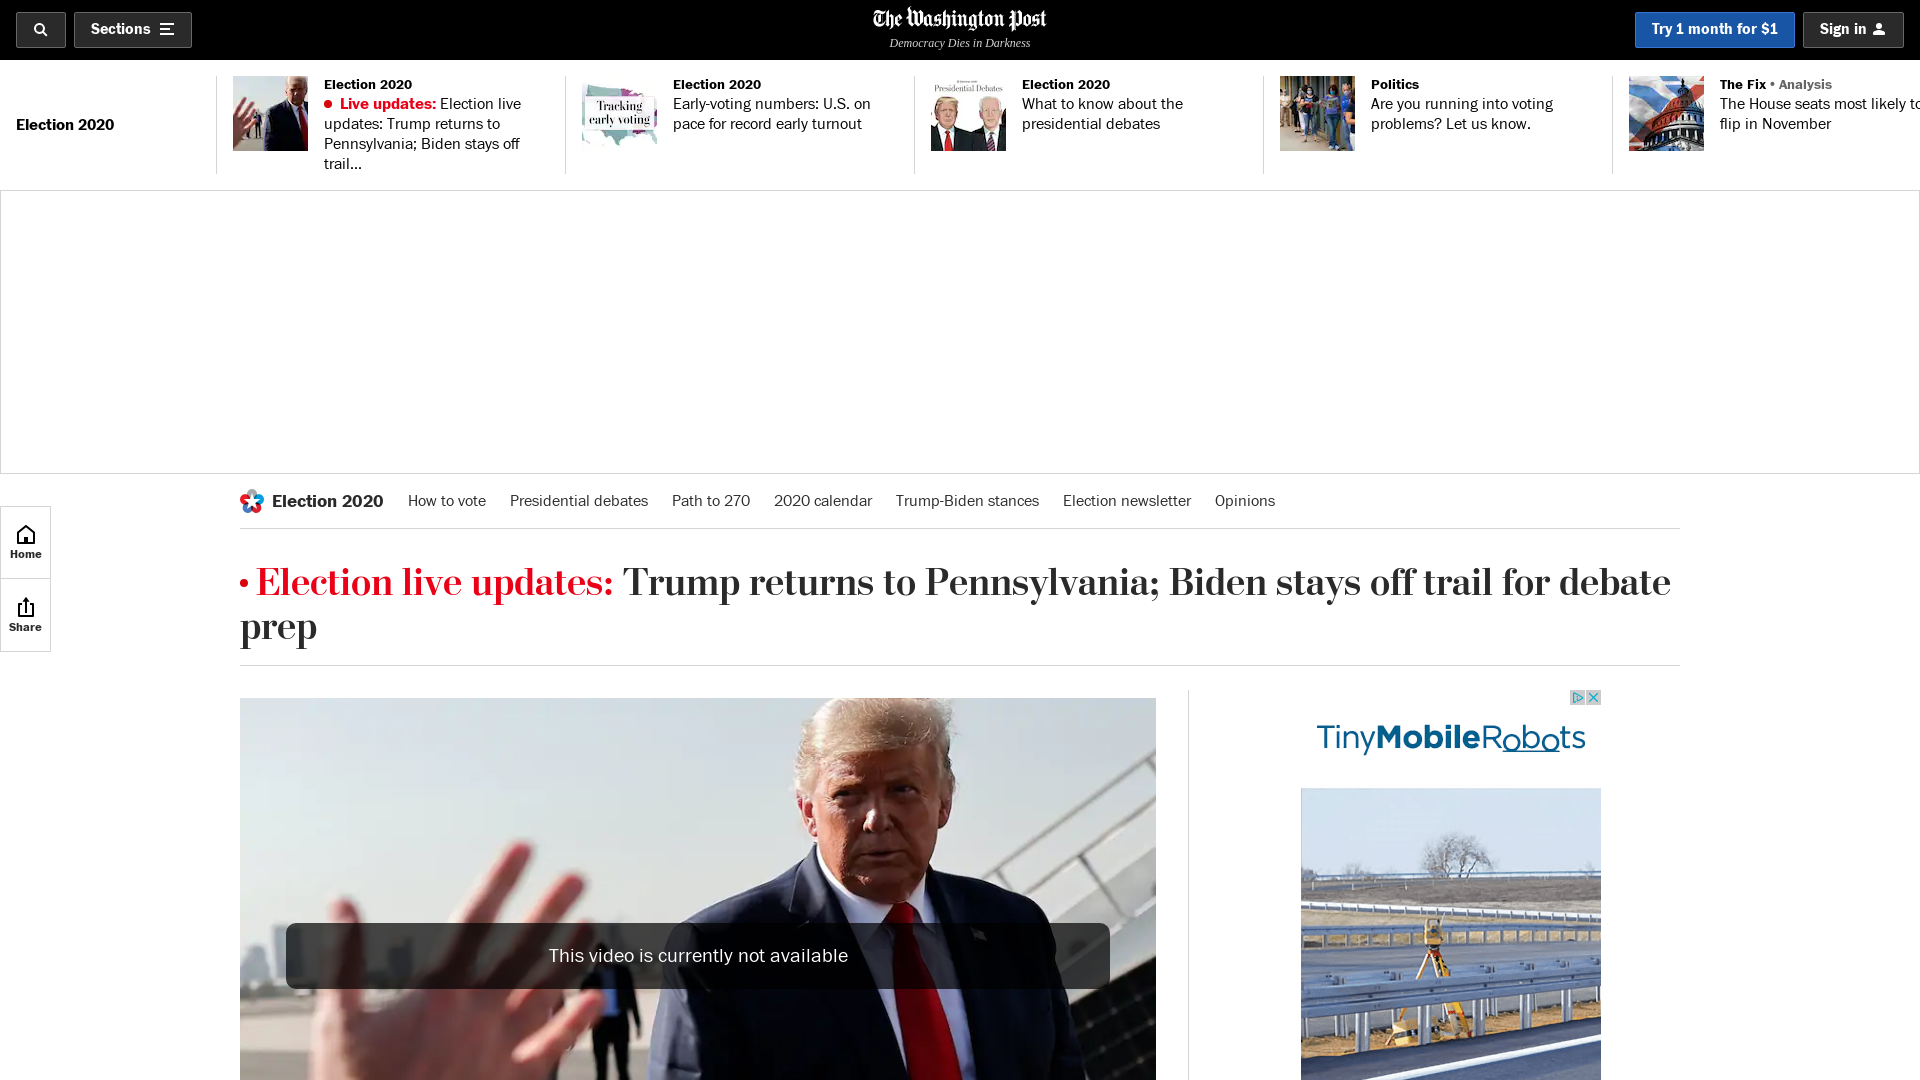 Sections
The Washington Post
Democracy Dies in Darkness
Try 1 month for $1
Sign in
Election 2020
Election 2020
Live updates: Election live
updates: Trump returns to
Pennsylvania; Biden stays off
trail...
Tracking
early voting
Election 2020
Early-voting numbers: U.S. on
pace for record early turnout
Presidential Debates
Election 2020
What to know about the
presidential debates
Politics
Are you running into voting
problems? Let us know.
The Fix • Analysis
The House seats most likely to
flip in November
Election 2020
How to vote
Presidential debates
Path to 270
2020 calendar
Trump-Biden stances
Election newsletter
Opinions
Home
Share
Election live updates: Trump returns to Pennsylvania; Biden stays off trail for debate
prep
This video is currently not available
TinyMobileRobots